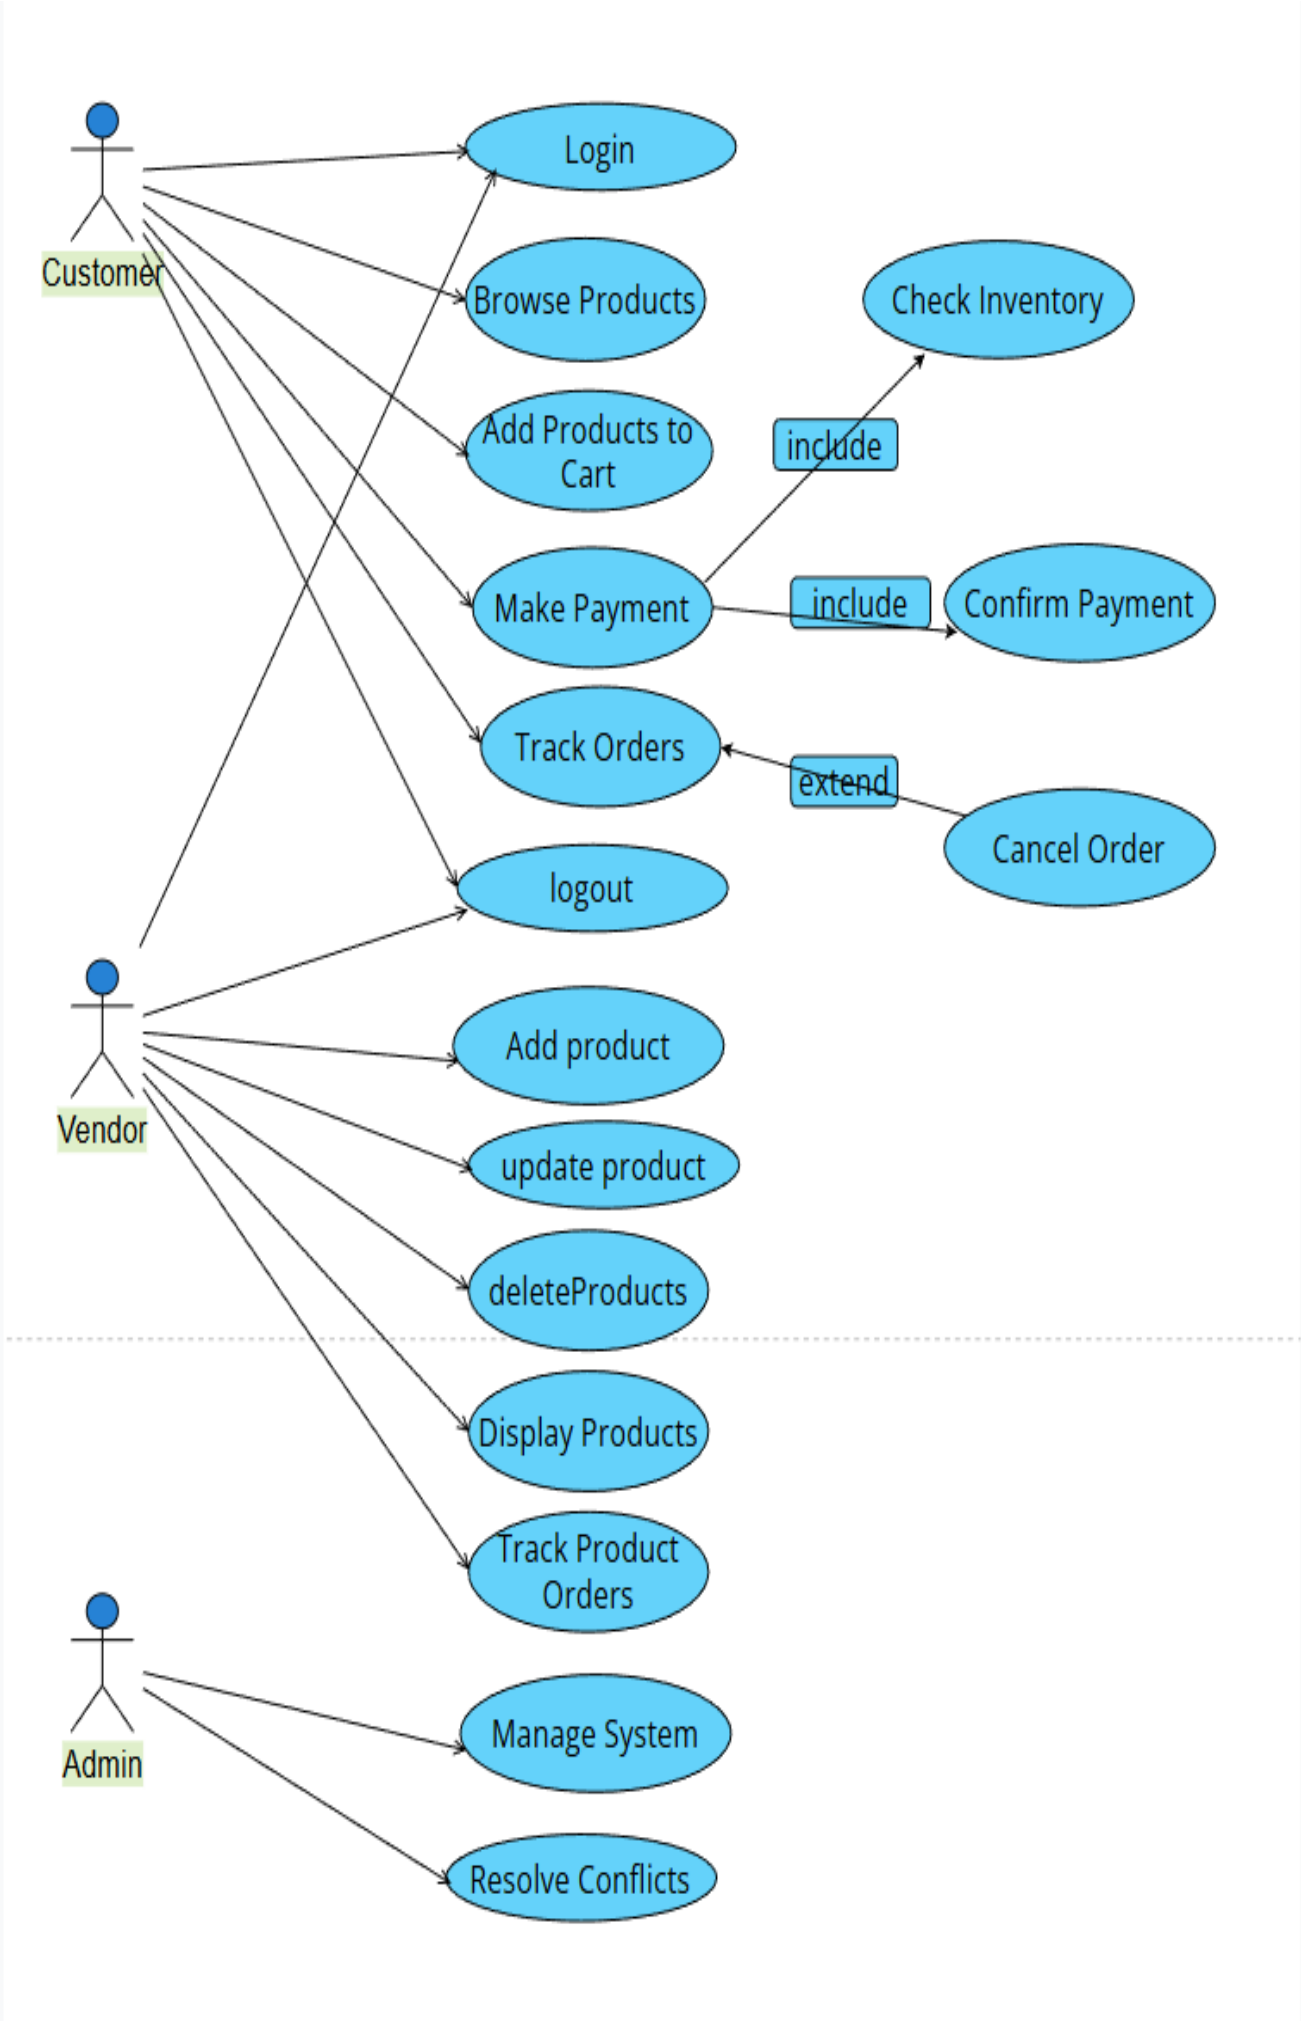 Login
Customer
Browse Products
Check Inventory
Add Products to
Cart
include
Make Payment
include
Confirm Payment
Track Orders
extend
Cancel Order
logout
Vendor
Add product
update product
deleteProducts
Display Products
Track Product
Orders
Admin
Manage System
Resolve Conflicts